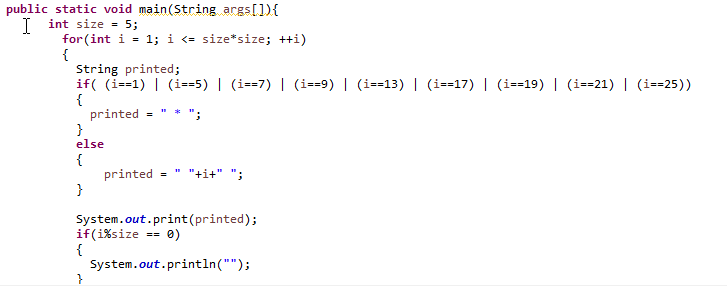 public static void main(String args[]){
int size = 5;
for(int i = 1; i <= size*size; ++i)
{
String printed;
if( (i==1) | (i==5) | (i==7) | (i==9) | (i==13) | (i==17) | (i==19) | (i==21) | (i==25))
{
printed = " * ";
}
else
{
printed = " "+i+" ";
}
System.out.print(printed);
if(i%size == 0)
{
System.out.println("");
}